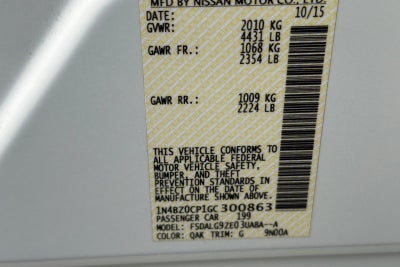 MFD BY NISSAN MOTOR CO., LTD.
DATE: 10/15
GVWR: 2010 KG
4431 LB
GAWR FR.: 1068 KG
2354 LB
GAWR RR.: 1009 KG
2224 LB
THIS VEHICLE CONFORMS TO
ALL APPLICABLE FEDERAL
MOTOR VEHICLE SAFETY,
BUMPER, AND THEFT
PREVENTION STANDARDS IN
EFFECT ON THE DATE OF
MANUFACTURE SHOWN ABOVE.
1N4BZ0CP1GC300863
PASSENGER CAR 199
MODEL: FSDALG9ZE03UABA--A
COLOR: QAK TRIM: G 9N00A